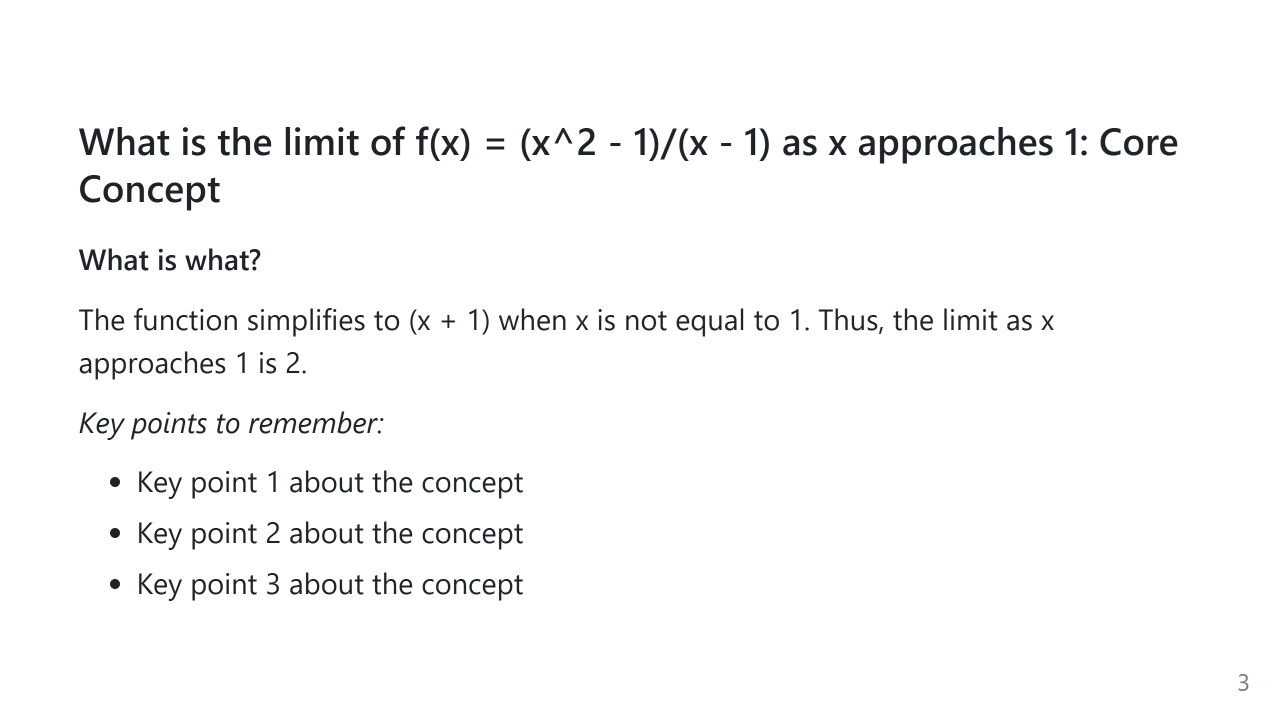 What is the limit of f(x) = (x^2 - 1)/(x - 1) as x approaches 1: Core
Concept
What is what?
The function simplifies to (x + 1) when x is not equal to 1. Thus, the limit as x
approaches 1 is 2.
Key points to remember:
• Key point 1 about the concept
• Key point 2 about the concept
• Key point 3 about the concept
3